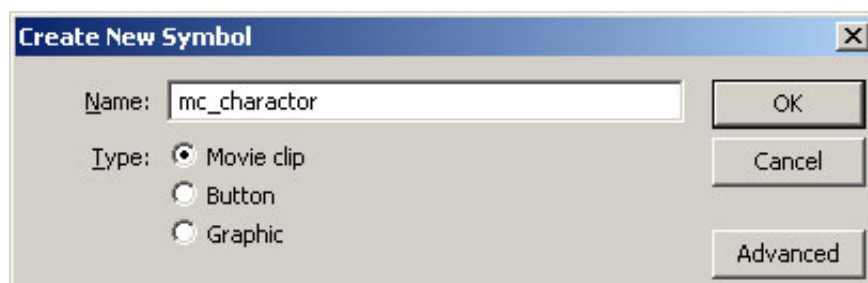 Create New Symbol
Name: mc_charactor
OK
Type: Movie clip
Cancel
Button
Graphic
Advanced